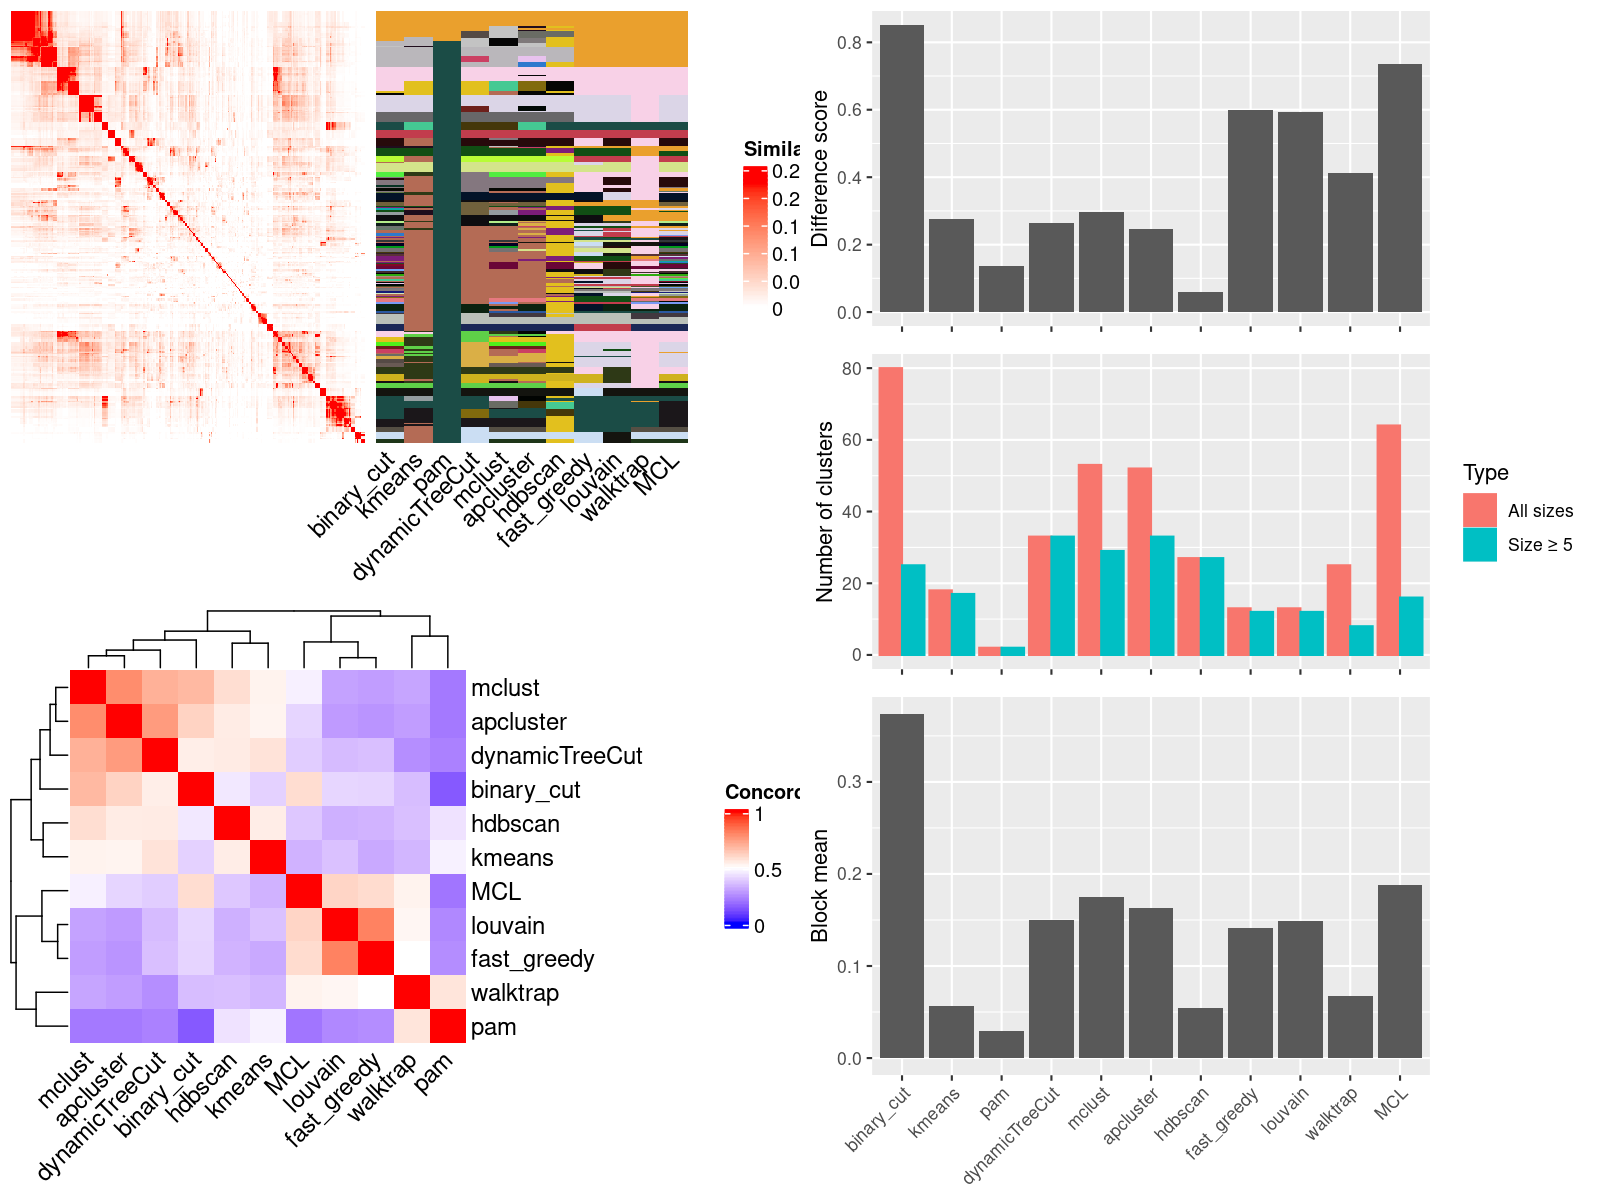 Simila
0.2
0.2
0.1
0.1
0.0
0
binary_cut
kmeans
pam
dynamicTreeCut
mclust
apcluster
hdbscan
fast_greedy
louvain
walktrap
MCL
mclust
apcluster
dynamicTreeCut
binary_cut
hdbscan
kmeans
MCL
louvain
fast_greedy
walktrap
pam
mclust
apcluster
dynamicTreeCut
binary_cut
hdbscan
kmeans
MCL
louvain
fast_greedy
walktrap
pam
Concord
1
0.5
0
Difference score
0.8
0.6
0.4
0.2
0.0
Number of clusters
80
60
40
20
0
Type
All sizes
Size ≥ 5
Block mean
0.3
0.2
0.1
0.0
binary_cut
kmeans
pam
dynamicTreeCut
mclust
apcluster
hdbscan
fast_greedy
louvain
walktrap
MCL